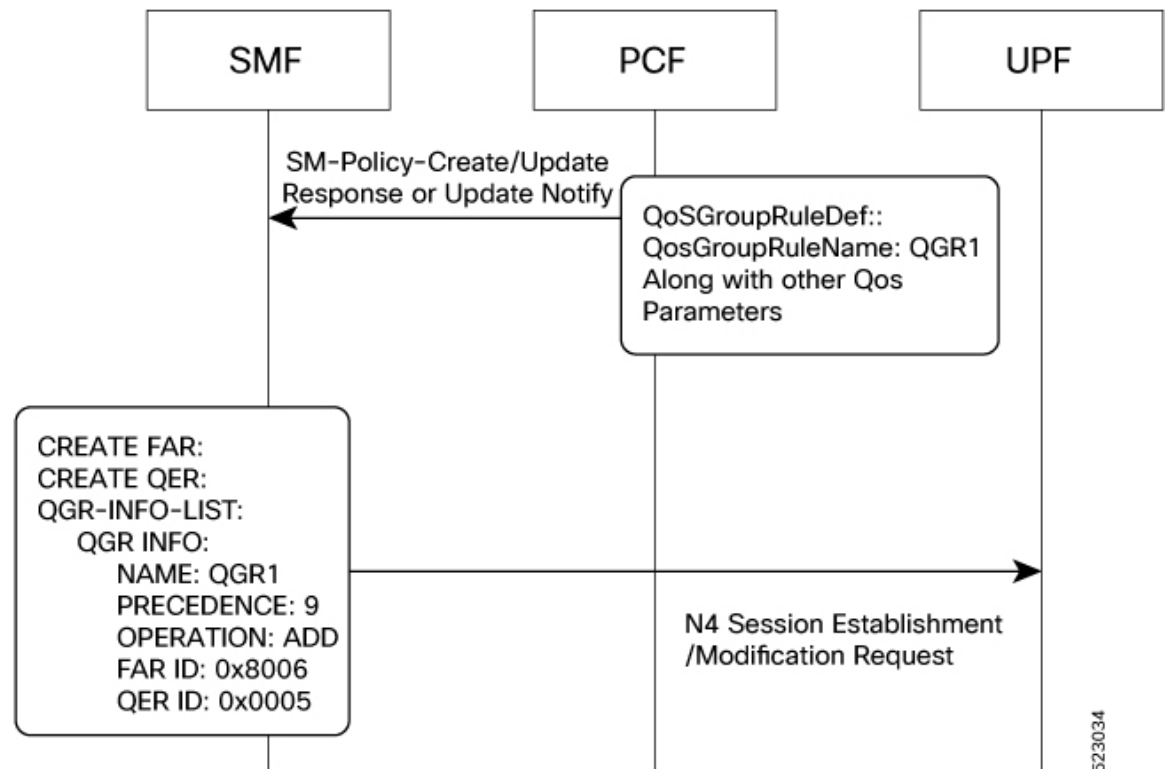 SMF
PCF
UPF
SM-Policy-Create/Update
Response or Update Notify
QoSGroupRuleDef::
QosGroupRuleName: QGR1
Along with other Qos
Parameters
CREATE FAR:
CREATE QER:
QGR-INFO-LIST:
QGR INFO:
NAME: QGR1
PRECEDENCE: 9
OPERATION: ADD
FAR ID: 0x8006
QER ID: 0x0005
N4 Session Establishment
/Modification Request
523034